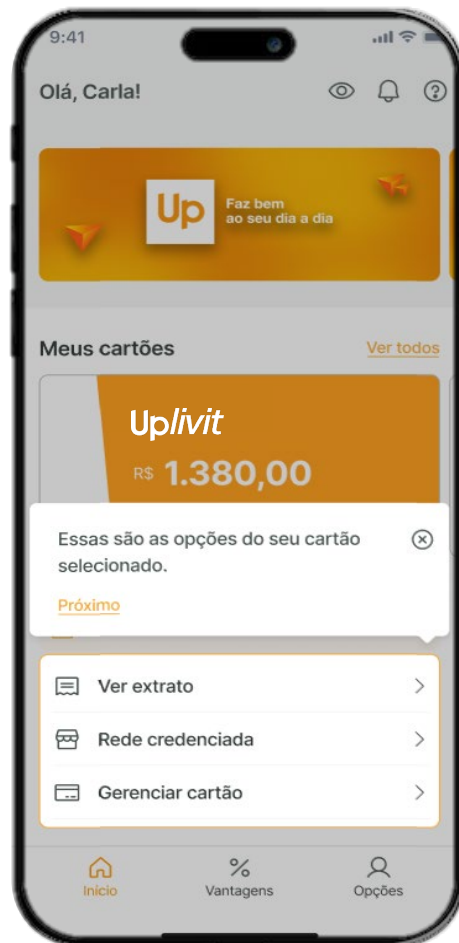 9:41
Olá, Carla!
Up
Faz bem
ao seu dia a dia
Meus cartões
Ver todos
Uplivit
R$ 1.380,00
Essas são as opções do seu cartão
selecionado.
Próximo
Ver extrato
Rede credenciada
Gerenciar cartão
Início
Vantagens
Opções